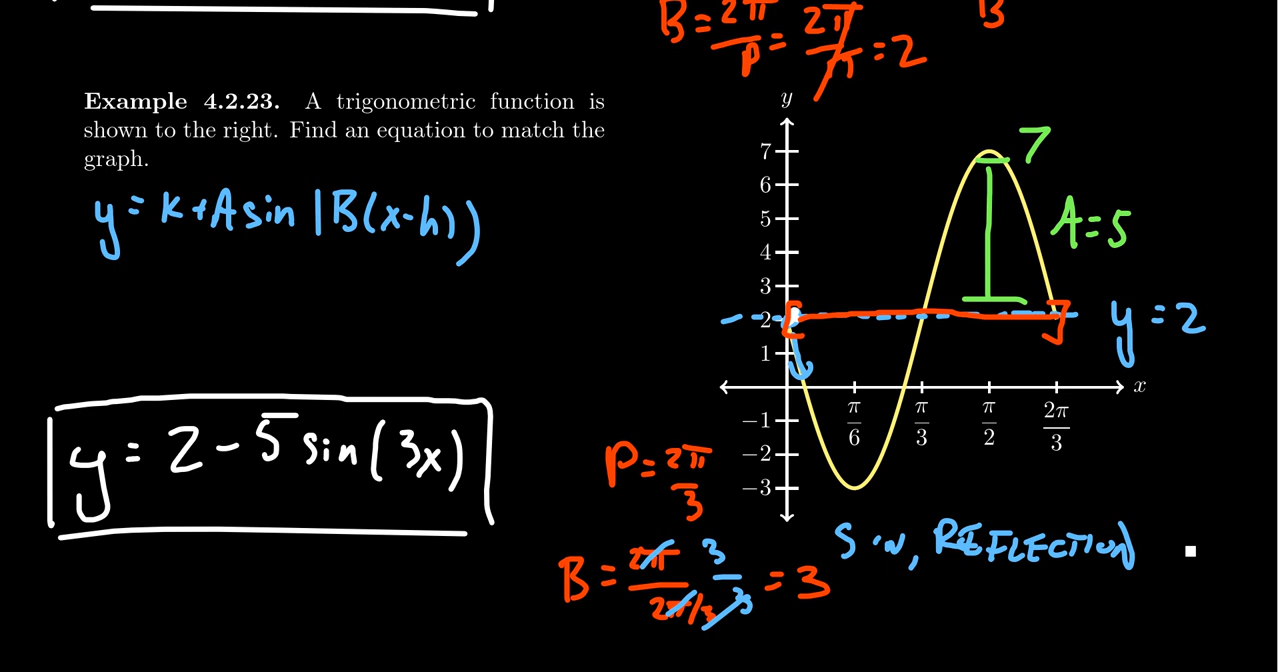 B = 2π/p = 2π/π = 2
B
Example 4.2.23. A trigonometric function is
shown to the right. Find an equation to match the
graph.
y = k + A sin (B(x-h))
y
7
6
5
4
3
2
1
−1
−2
−3
7
A = 5
y = 2
x
π/6
π/3
π/2
2π/3
y = 2 - 5 sin(3x)
P = 2π/3
SIN, REFLECTION
B = 2π/(2π/3) 3/3 = 3